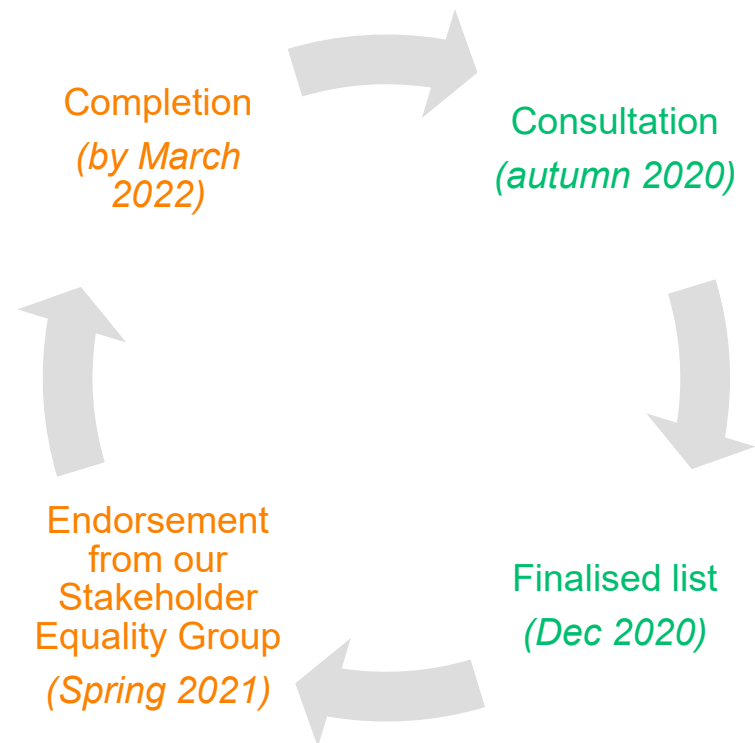 Completion
(by March
2022)
Consultation
(autumn 2020)
Finalised list
(Dec 2020)
Endorsement
from our
Stakeholder
Equality Group
(Spring 2021)